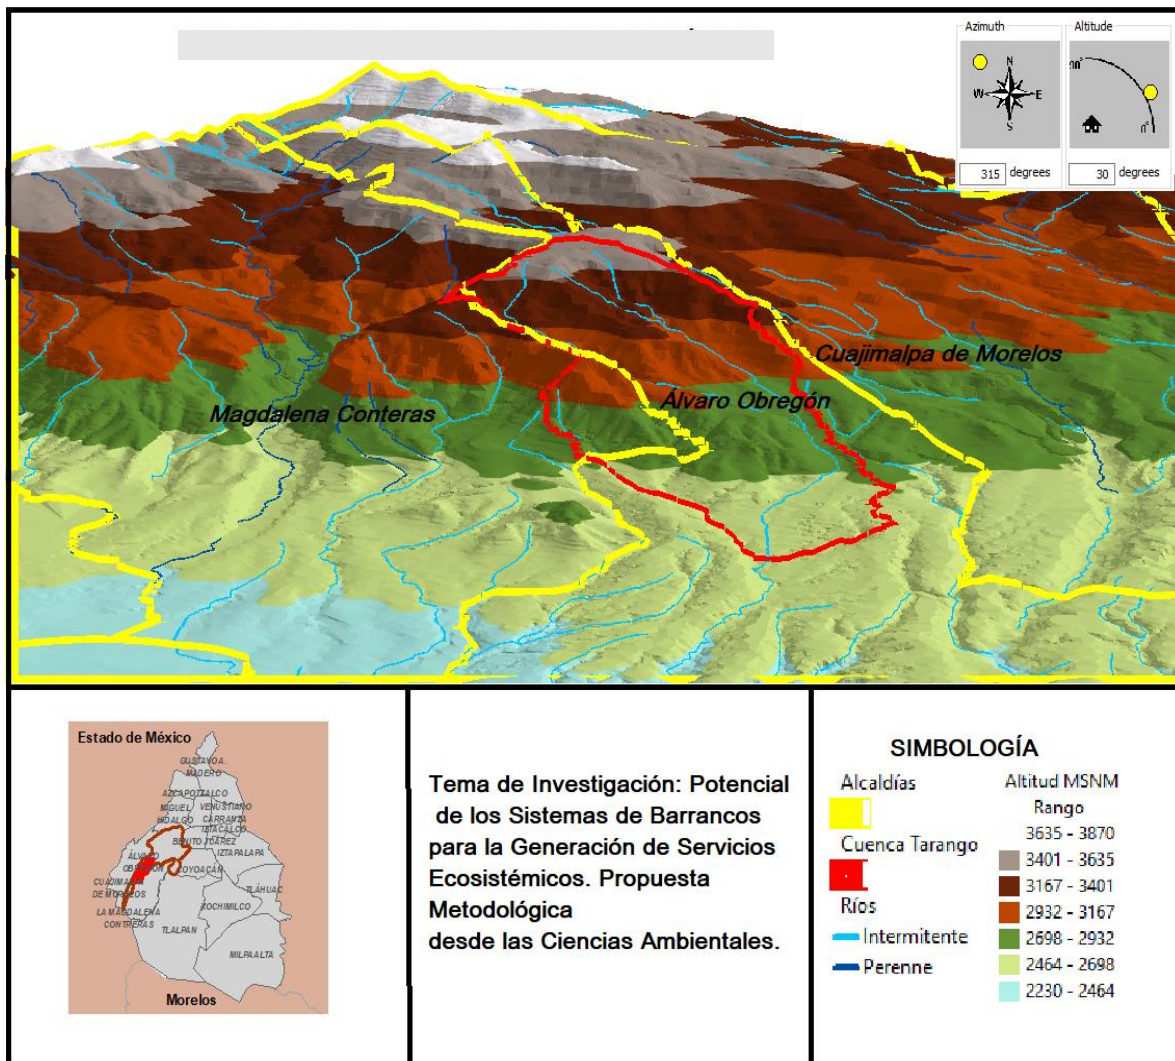 Azimuth
Altitude
N
W
E
S
90°
0°
315 degrees
30 degrees
Cuajimalpa de Morelos
Álvaro Obregón
Magdalena Conteras
Estado de México
GUSTAVO A.
MADERO
AZCAPOTZALCO
MIGUEL
HIDALGO
VENUSTIANO
CARRANZA
IZTACALCO
BENITO JUÁREZ
IZTAPALAPA
ÁLVARO
OBREGÓN
COYOACÁN
CUAJIMALPA
DE MORELOS
TLÁHUAC
XOCHIMILCO
LA MAGDALENA
CONTRERAS
TLALPAN
MILPA ALTA
Morelos
Tema de Investigación: Potencial
de los Sistemas de Barrancos
para la Generación de Servicios
Ecosistémicos. Propuesta
Metodológica
desde las Ciencias Ambientales.
SIMBOLOGÍA
Alcaldías
Cuenca Tarango
Ríos
Intermitente
Perenne
Altitud MSNM
Rango
3635 - 3870
3401 - 3635
3167 - 3401
2932 - 3167
2698 - 2932
2464 - 2698
2230 - 2464